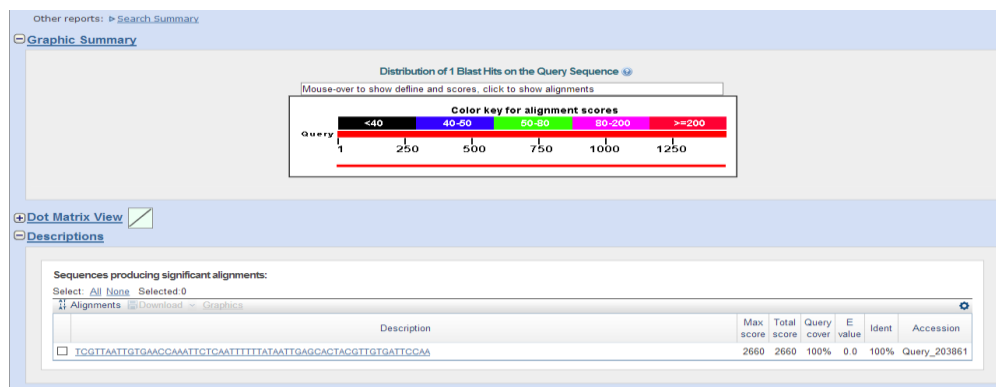 Other reports: Search Summary
Graphic Summary
Distribution of 1 Blast Hits on the Query Sequence
Mouse-over to show defline and scores, click to show alignments
Color key for alignment scores
<40 40-50 50-80 80-200 >=200
Query
1 250 500 750 1000 1250
Dot Matrix View
Descriptions
Sequences producing significant alignments:
Select: All None Selected:0
Alignments Download Graphics
Description Max score Total score Query cover E value Ident Accession
TCGTTAATTGTGAACCAAATTCTCAATTTTTTATAATTGAGCACTACGTTGTGATTCCAA 2660 2660 100% 0.0 100% Query_203861